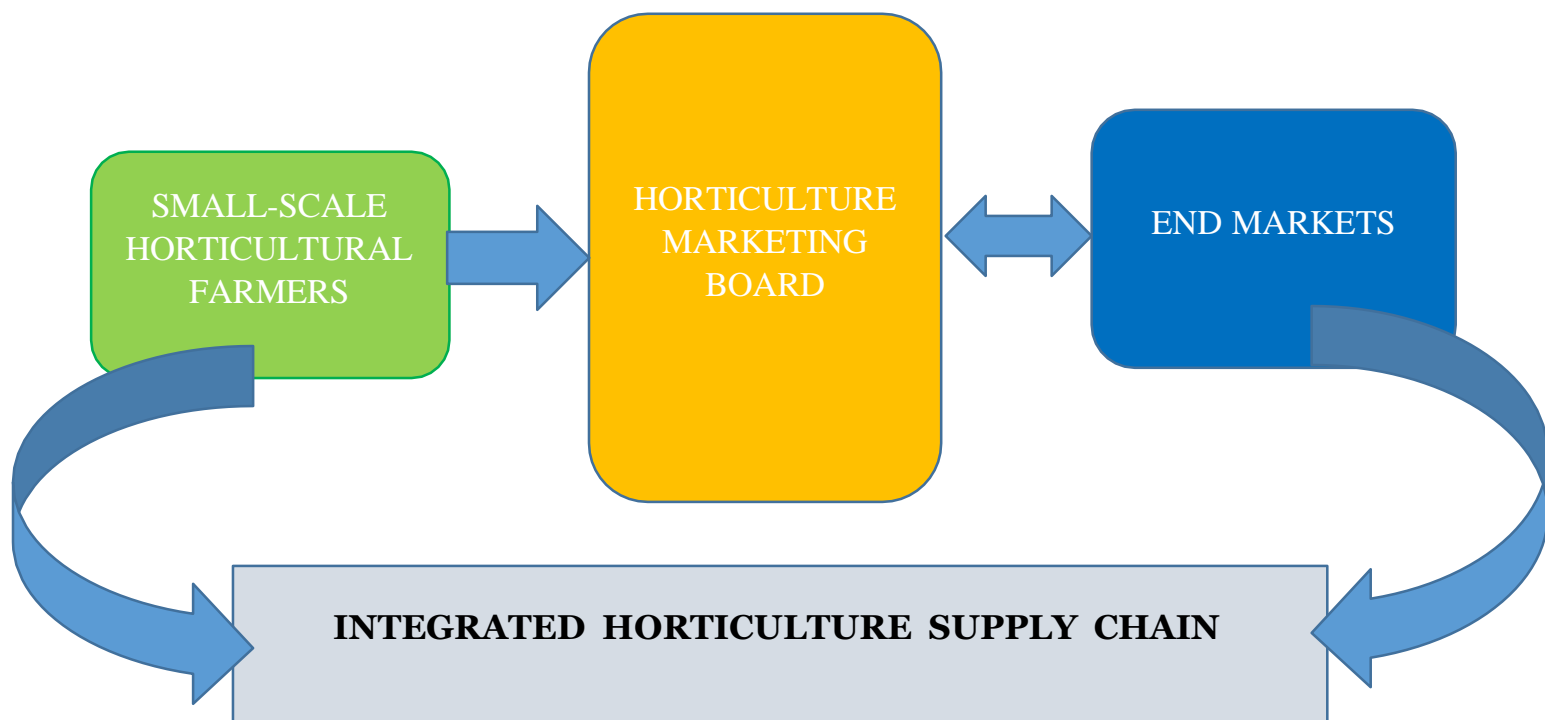 SMALL-SCALE
HORTICULTURAL
FARMERS
HORTICULTURE
MARKETING
BOARD
END MARKETS
INTEGRATED HORTICULTURE SUPPLY CHAIN